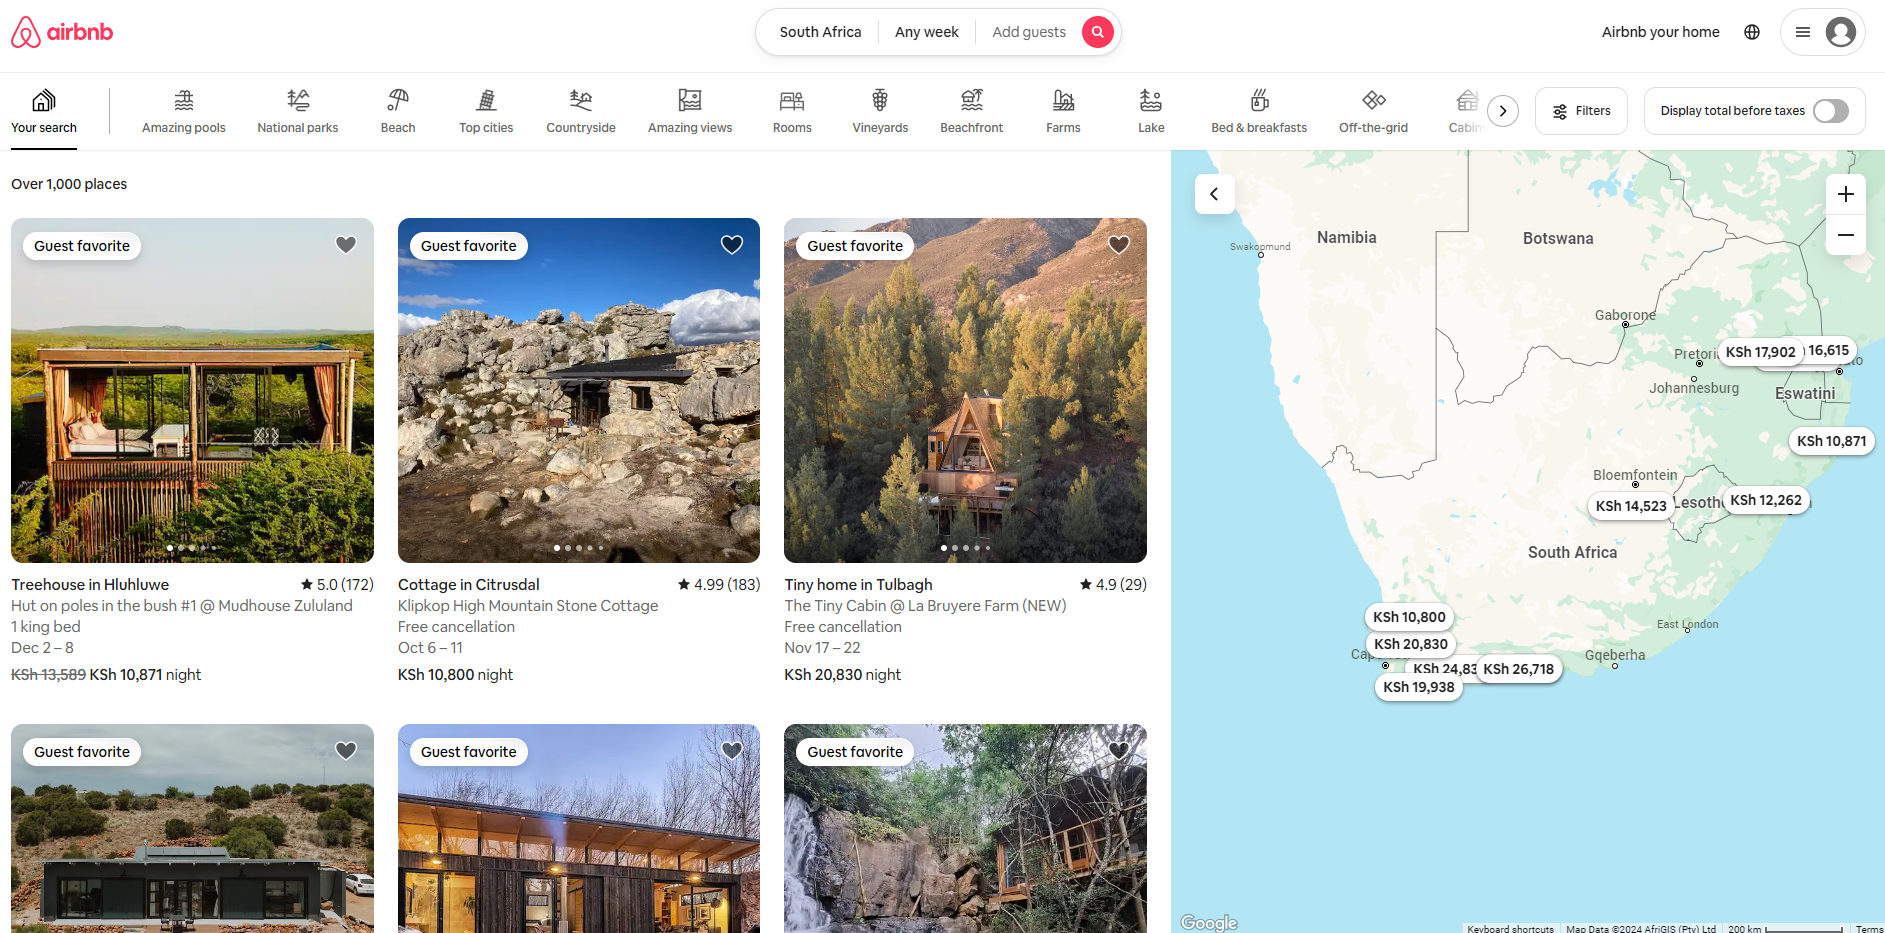 airbnb
South Africa
Any week
Add guests
Airbnb your home
Your search
Amazing pools
National parks
Beach
Top cities
Countryside
Amazing views
Rooms
Vineyards
Beachfront
Farms
Lake
Bed & breakfasts
Off-the-grid
Filters
Display total before taxes
Over 1,000 places
Guest favorite
Guest favorite
Guest favorite
Treehouse in Hluhluwe
5.0 (172)
Hut on poles in the bush #1 @ Mudhouse Zululand
1 king bed
Dec 2 – 8
KSh 13,589 KSh 10,871 night
Cottage in Citrusdal
4.99 (183)
Klipkop High Mountain Stone Cottage
Free cancellation
Oct 6 – 11
KSh 10,800 night
Tiny home in Tulbagh
4.9 (29)
The Tiny Cabin @ La Bruyere Farm (NEW)
Free cancellation
Nov 17 – 22
KSh 20,830 night
Guest favorite
Guest favorite
Guest favorite
Namibia
Botswana
Swakopmund
Gaborone
KSh 17,902
16,615
Johannesburg
Eswatini
KSh 10,871
Bloemfontein
KSh 14,523
KSh 12,262
South Africa
KSh 10,800
East London
KSh 20,830
Gqeberha
KSh 24,83
KSh 26,718
KSh 19,938
Google
Keyboard shortcuts
Map Data ©2024 AfriGIS (Pty) Ltd
200 km
Terms